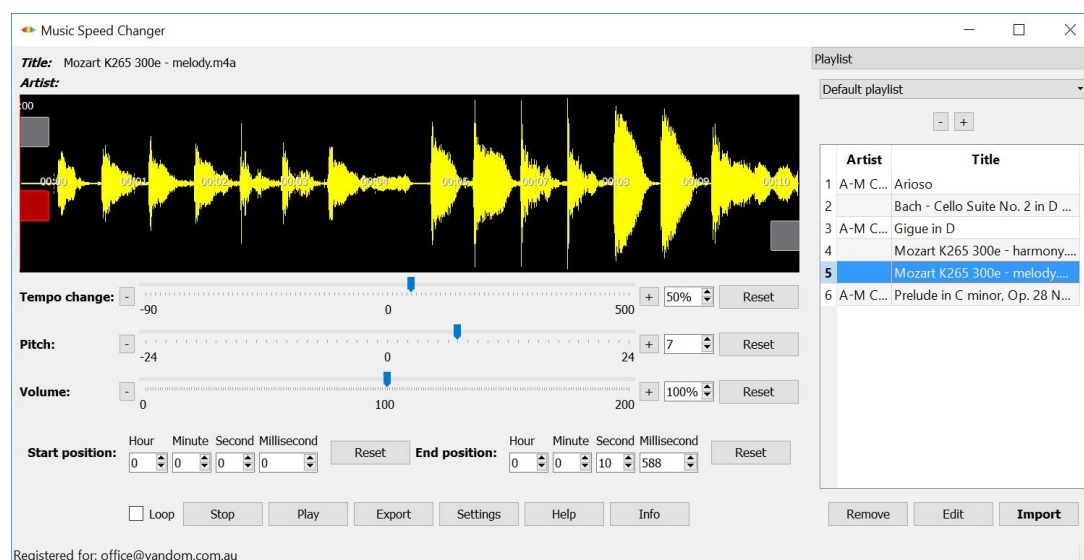 Music Speed Changer
Title: Mozart K265 300e - melody.m4a
Artist:
:00
00:00 00:01 00:02 00:03 00:04 00:05 00:07 00:08 00:09 00:10
Tempo change: - + 50% Reset
-90 0 500
Pitch: - + 7 Reset
-24 0 24
Volume: - + 100% Reset
0 100 200
Hour Minute Second Millisecond Hour Minute Second Millisecond
Start position: 0 0 0 0 Reset End position: 0 0 10 588 Reset
Loop Stop Play Export Settings Help Info
Registered for: office@vandom.com.au
Playlist
Default playlist
- +
Artist Title
1 A-M C... Arioso
2 Bach - Cello Suite No. 2 in D ...
3 A-M C... Gigue in D
4 Mozart K265 300e - harmony....
5 Mozart K265 300e - melody....
6 A-M C... Prelude in C minor, Op. 28 N...
Remove Edit Import